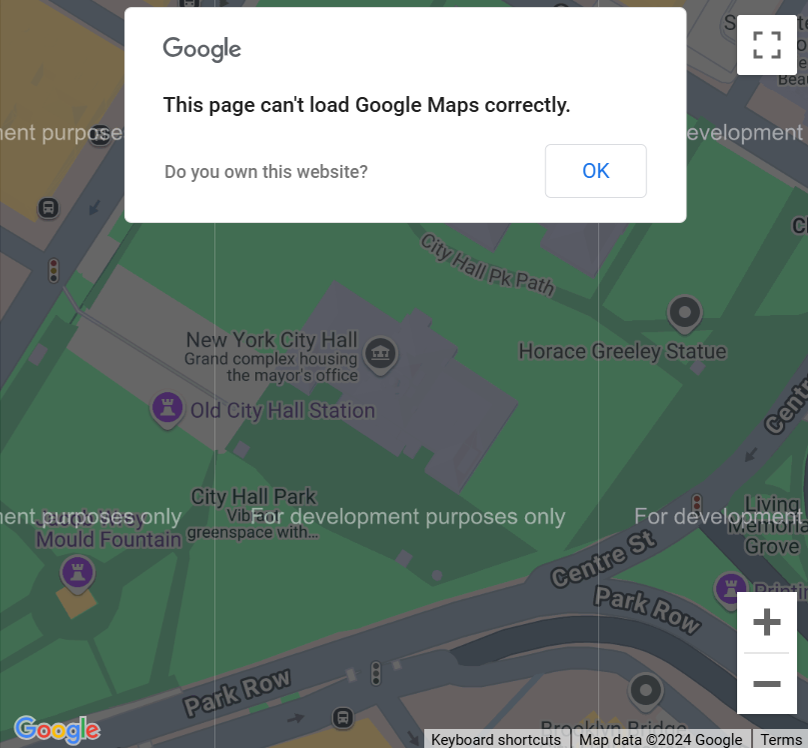 Google
This page can't load Google Maps correctly.
Do you own this website?
OK
For development purposes only
City Hall Pk Path
New York City Hall
Grand complex housing
the mayor's office
Horace Greeley Statue
Old City Hall Station
Centre
City Hall Park
greenspace with...
ment purposes only
For development purposes only
For development
Mould Fountain
Living
Memorial
Grove
Centre St
Park Row
Park Row
Brooklyn Bridge
Google
Keyboard shortcuts
Map data ©2024 Google
Terms